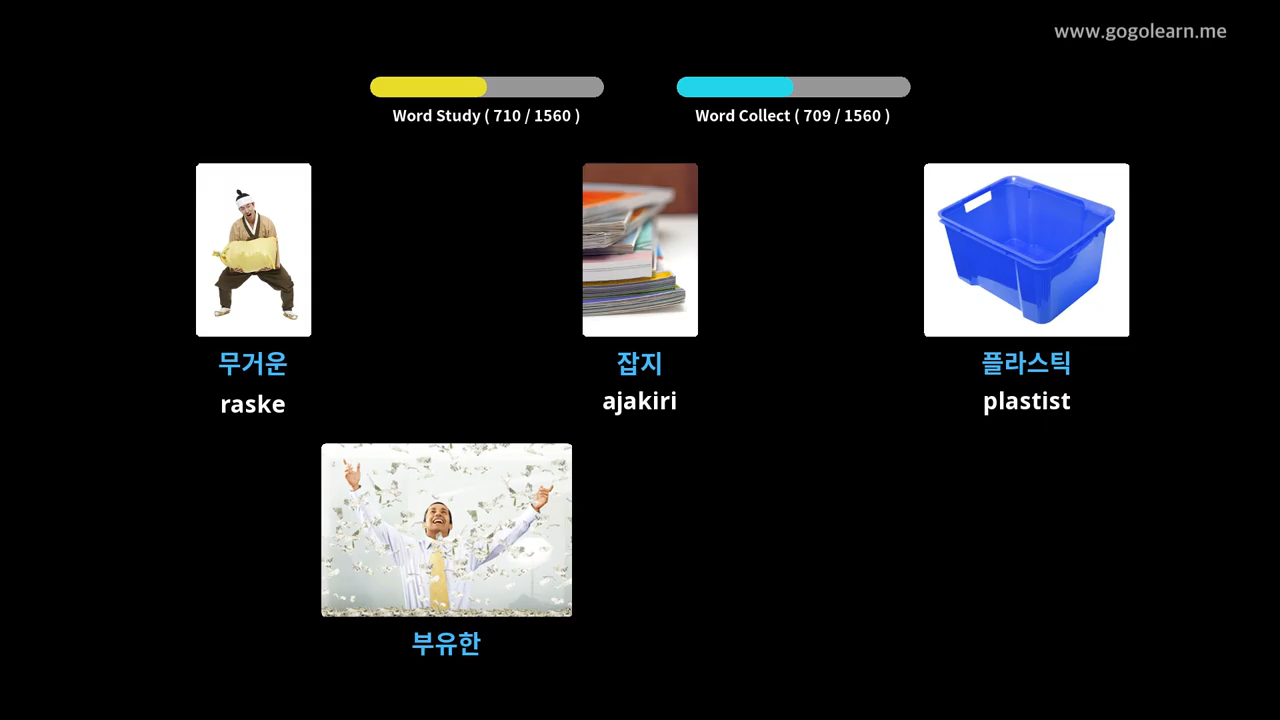 www.gogolearn.me
Word Study ( 710 / 1560 )
Word Collect ( 709 / 1560 )
무거운
raske
잡지
ajakiri
플라스틱
plastist
부유한